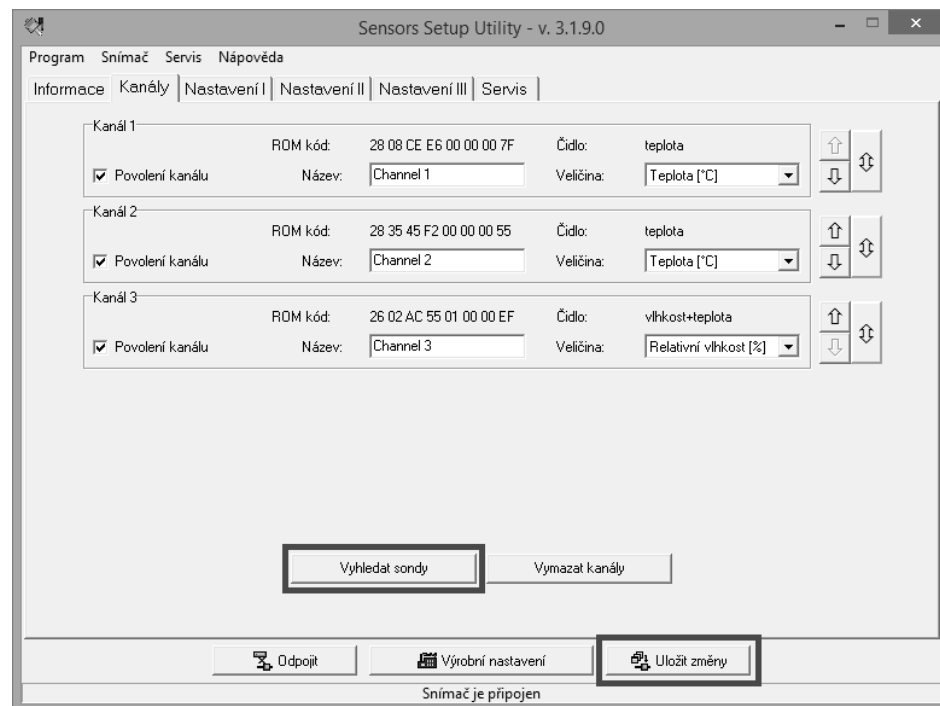 Sensors Setup Utility - v. 3.1.9.0
Program Snímač Servis Nápověda
Informace Kanály Nastavení I Nastavení II Nastavení III Servis
Kanál 1
ROM kód: 28 08 CE E6 00 00 00 7F Čidlo: teplota
Povolení kanálu Název: Channel 1 Veličina: Teplota [°C]
Kanál 2
ROM kód: 28 35 45 F2 00 00 00 55 Čidlo: teplota
Povolení kanálu Název: Channel 2 Veličina: Teplota [°C]
Kanál 3
ROM kód: 26 02 AC 55 01 00 00 EF Čidlo: vlhkost+teplota
Povolení kanálu Název: Channel 3 Veličina: Relativní vlhkost [%]
Vyhledat sondy Vymazat kanály
Odpojit Výrobní nastavení Uložit změny
Snímač je připojen